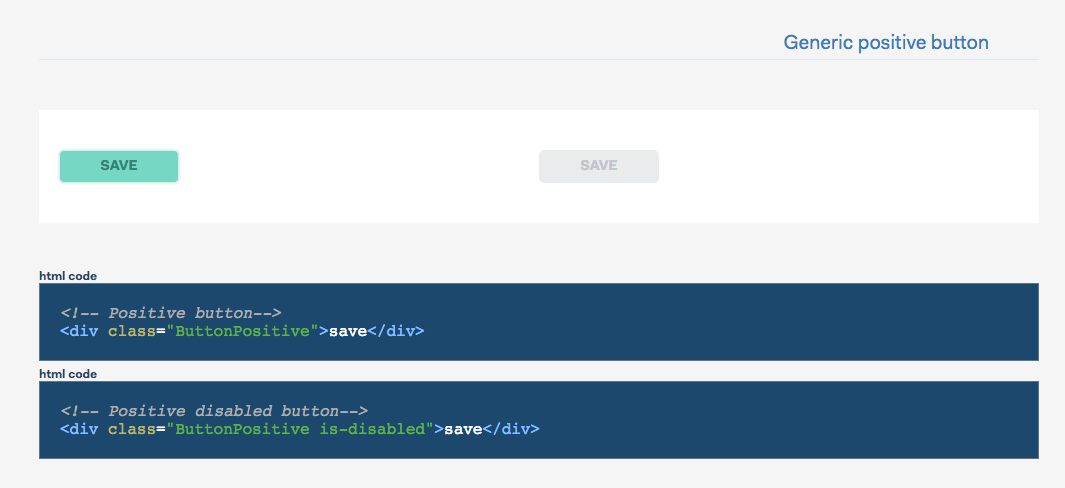 Generic positive button
SAVE SAVE
html code
<!-- Positive button-->
<div class="ButtonPositive">save</div>
html code
<!-- Positive disabled button-->
<div class="ButtonPositive is-disabled">save</div>